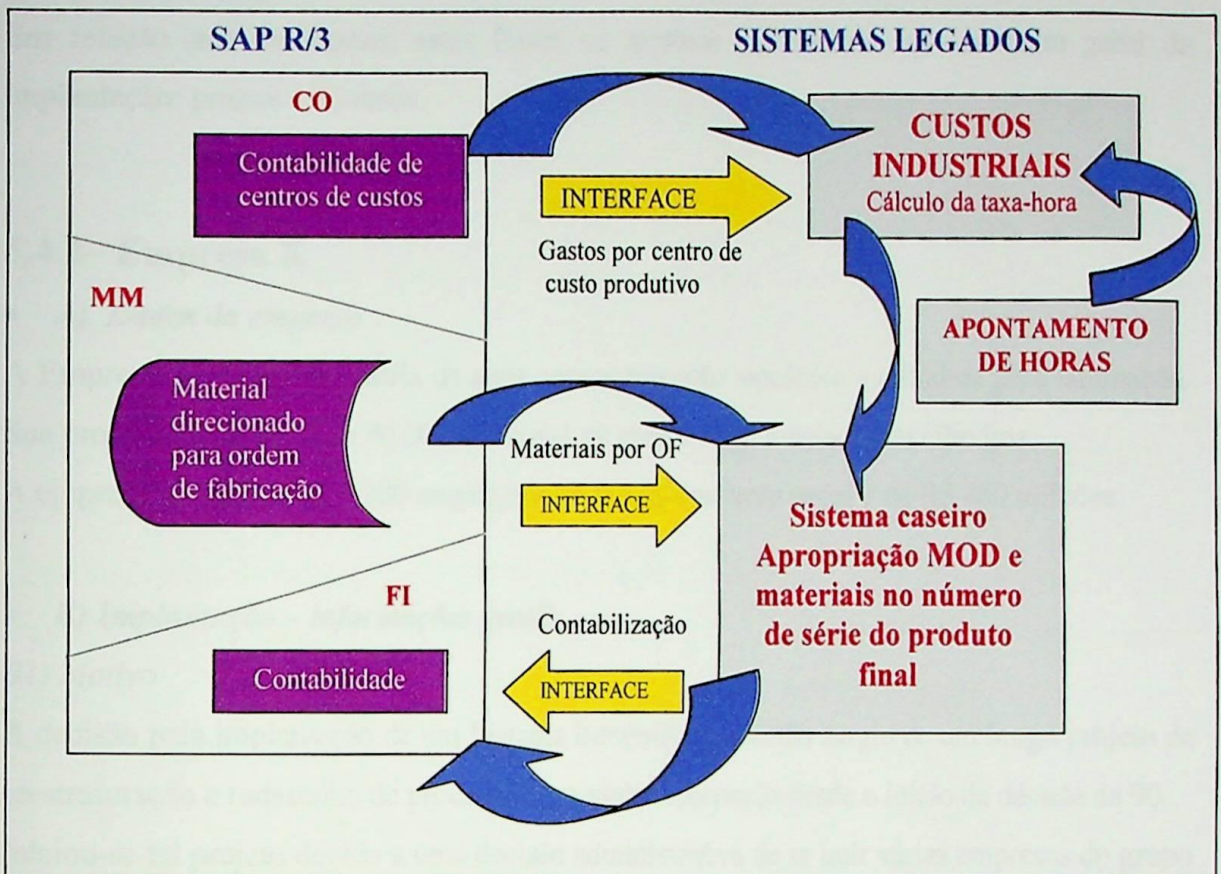 SAP R/3
SISTEMAS LEGADOS
CO
Contabilidade de
centros de custos
INTERFACE
Gastos por centro de
custo produtivo
CUSTOS
INDUSTRIAIS
Cálculo da taxa-hora
APONTAMENTO
DE HORAS
MM
Material
direcionado
para ordem
de fabricação
Materiais por OF
INTERFACE
Sistema caseiro
Apropriação MOD e
materiais no número
de série do produto
final
FI
Contabilidade
Contabilização
INTERFACE